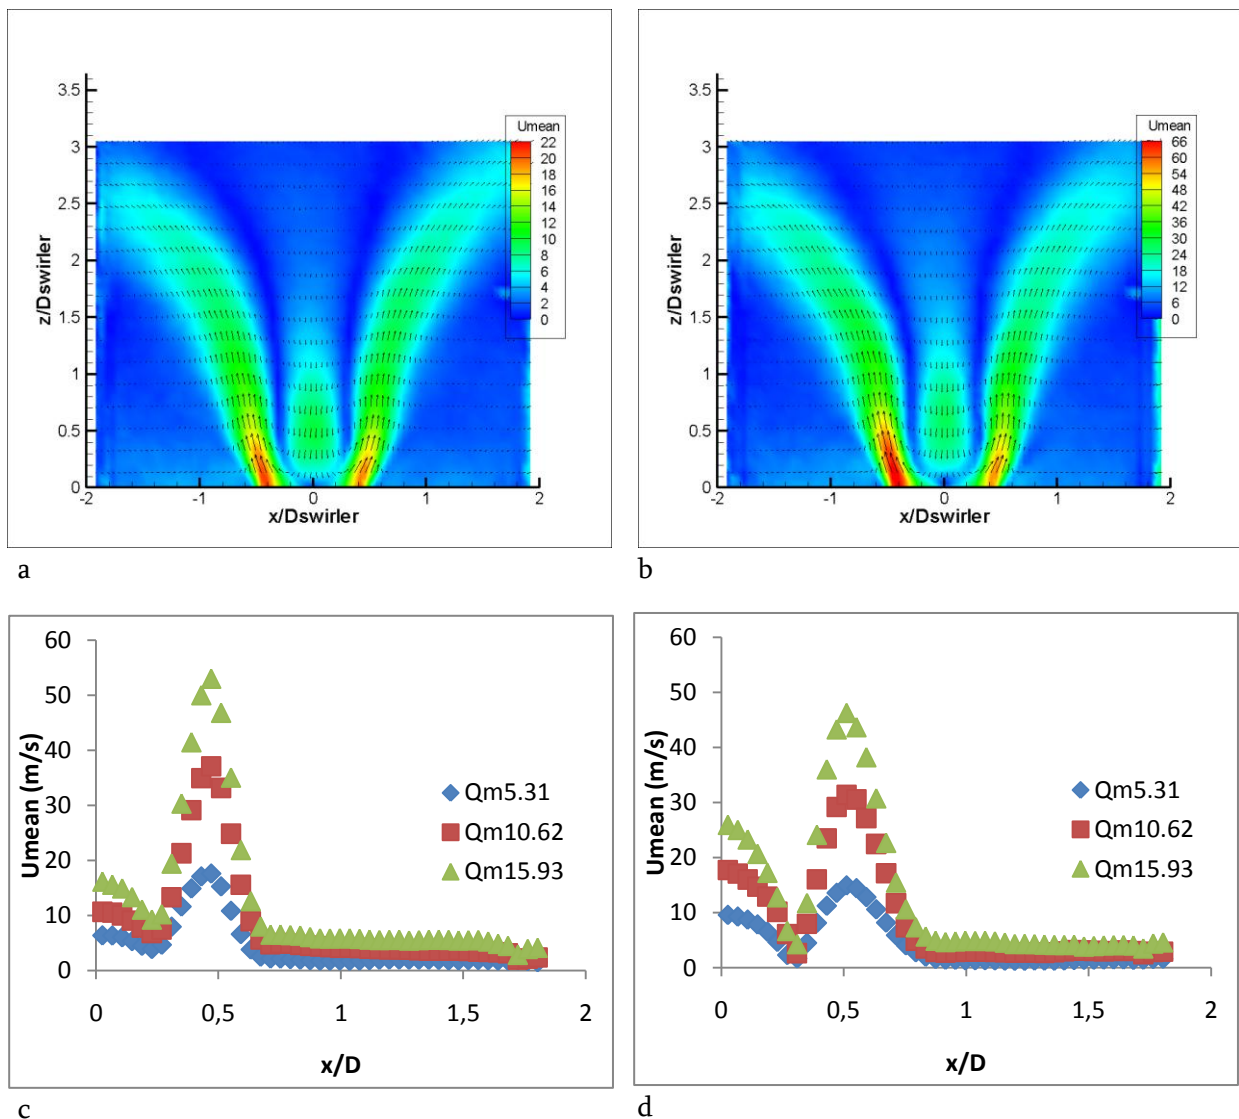 3.5
3
2.5
2
1.5
1
0.5
0
z/Dswirler
-2 -1 0 1 2
x/Dswirler
Umean
22
20
18
16
14
12
10
8
6
4
2
0
a
3.5
3
2.5
2
1.5
1
0.5
0
z/Dswirler
-2 -1 0 1 2
x/Dswirler
Umean
66
60
54
48
42
36
30
24
18
12
6
0
b
60
50
40
30
20
10
0
Umean (m/s)
0 0,5 1 1,5 2
x/D
Qm5.31
Qm10.62
Qm15.93
c
60
50
40
30
20
10
0
Umean (m/s)
0 0,5 1 1,5 2
x/D
Qm5.31
Qm10.62
Qm15.93
d